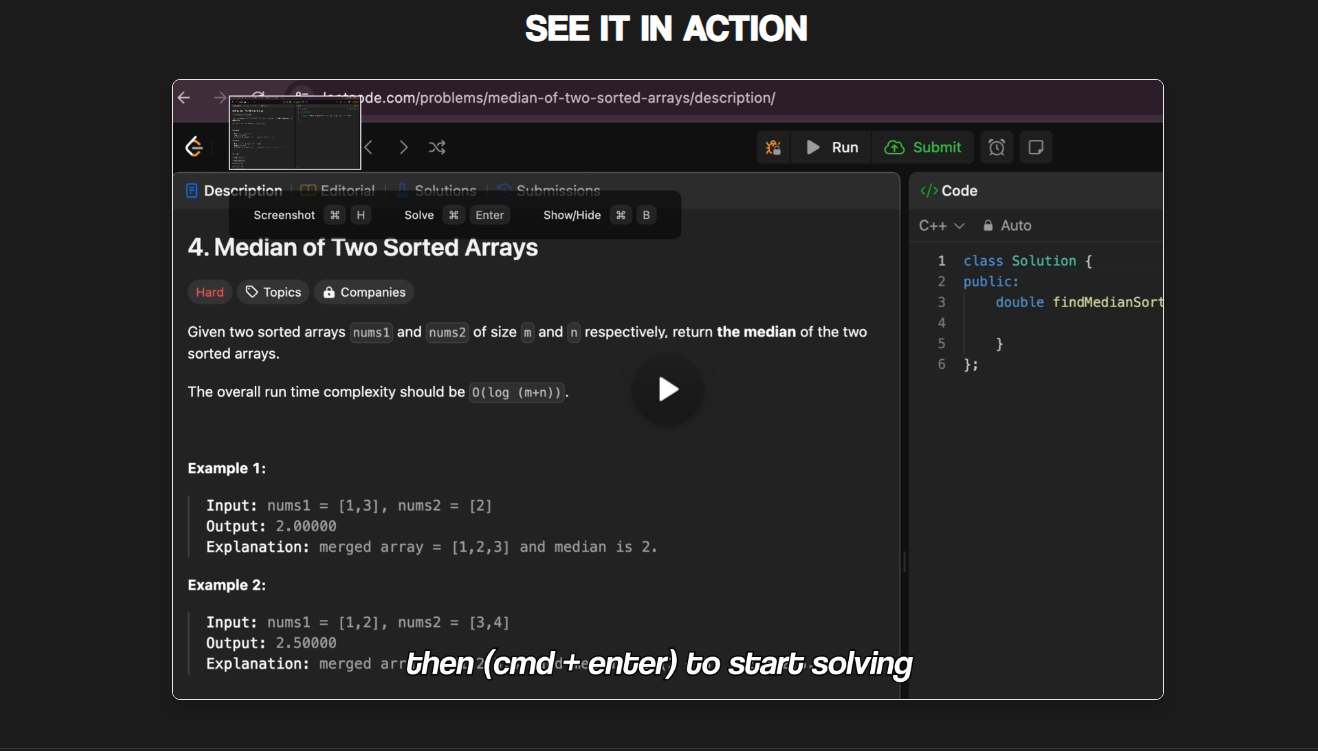 SEE IT IN ACTION
leetcode.com/problems/median-of-two-sorted-arrays/description/
Run Submit
Description Editorial Solutions Submissions
</> Code
Screenshot ⌘ H Solve ⌘ Enter Show/Hide ⌘ B
C++ Auto
4. Median of Two Sorted Arrays
Hard Topics Companies
Given two sorted arrays nums1 and nums2 of size m and n respectively, return the median of the two
sorted arrays.
The overall run time complexity should be O(log (m+n)).
1 class Solution {
2 public:
3 double findMedianSort
4
5 }
6 };
Example 1:
Input: nums1 = [1,3], nums2 = [2]
Output: 2.00000
Explanation: merged array = [1,2,3] and median is 2.
Example 2:
Input: nums1 = [1,2], nums2 = [3,4]
Output: 2.50000
Explanation: merged arr
then (cmd + enter) to start solving